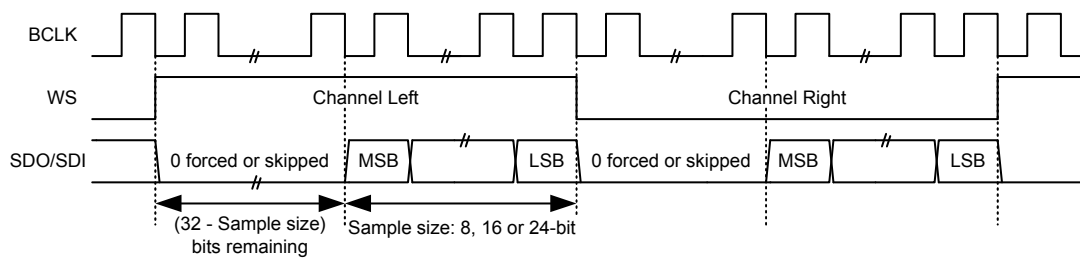 BCLK
WS
Channel Left
Channel Right
SDO/SDI
0 forced or skipped
MSB
LSB
0 forced or skipped
MSB
LSB
(32 - Sample size)
bits remaining
Sample size: 8, 16 or 24-bit